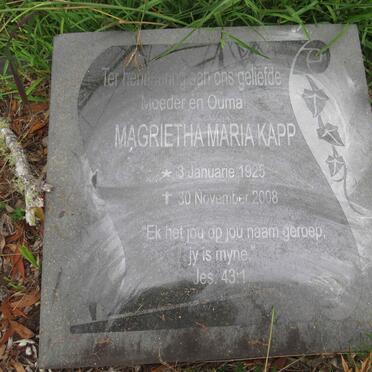 Ter herinnering aan ons geliefde
Moeder en Ouma
MAGRIETHA MARIA KAPP
* 3 Januarie 1925
✝ 30 November 2008
"Ek het jou op jou naam geroep,
jy is myne."
Jes. 43:1